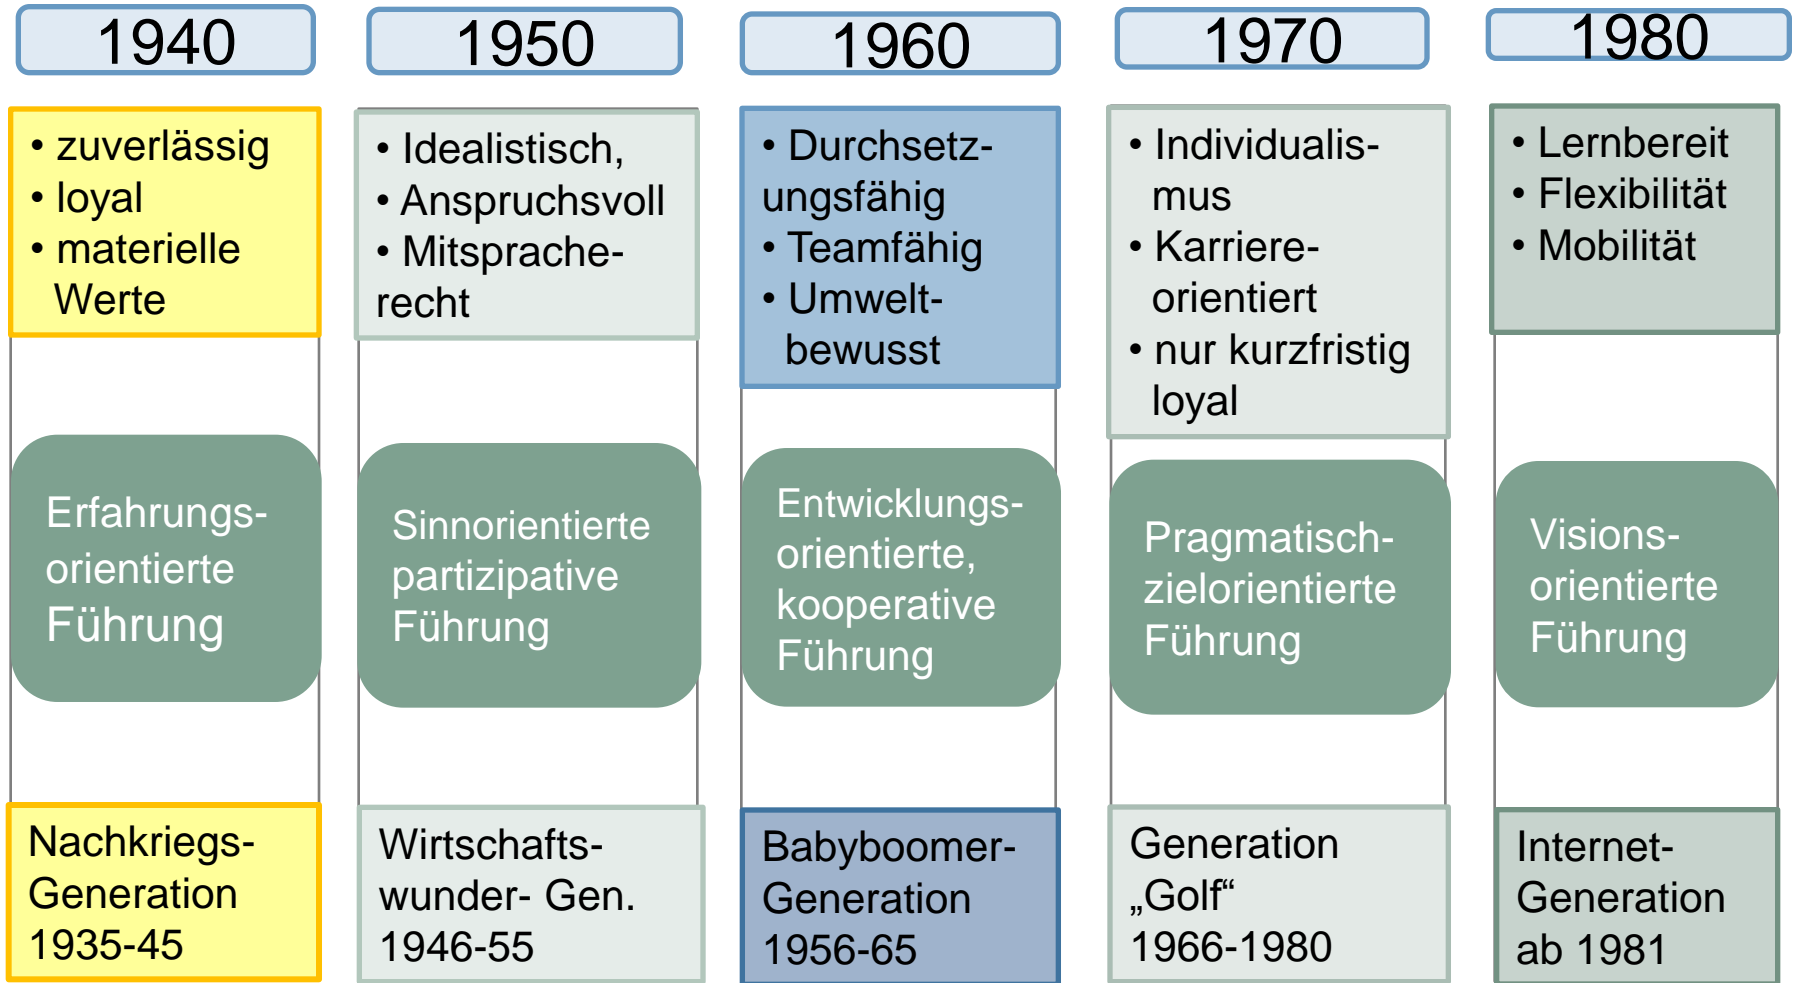 1940
1950
1960
1970
1980
• zuverlässig
• loyal
• materielle
Werte
• Idealistisch,
• Anspruchsvoll
• Mitsprache-
recht
• Durchsetz-
ungsfähig
• Teamfähig
• Umwelt-
bewusst
• Individualis-
mus
• Karriere-
orientiert
• nur kurzfristig
loyal
• Lernbereit
• Flexibilität
• Mobilität
Erfahrungs-
orientierte
Führung
Sinnorientierte
partizipative
Führung
Entwicklungs-
orientierte,
kooperative
Führung
Pragmatisch-
zielorientierte
Führung
Visions-
orientierte
Führung
Nachkriegs-
Generation
1935-45
Wirtschafts-
wunder- Gen.
1946-55
Babyboomer-
Generation
1956-65
Generation
„Golf“
1966-1980
Internet-
Generation
ab 1981